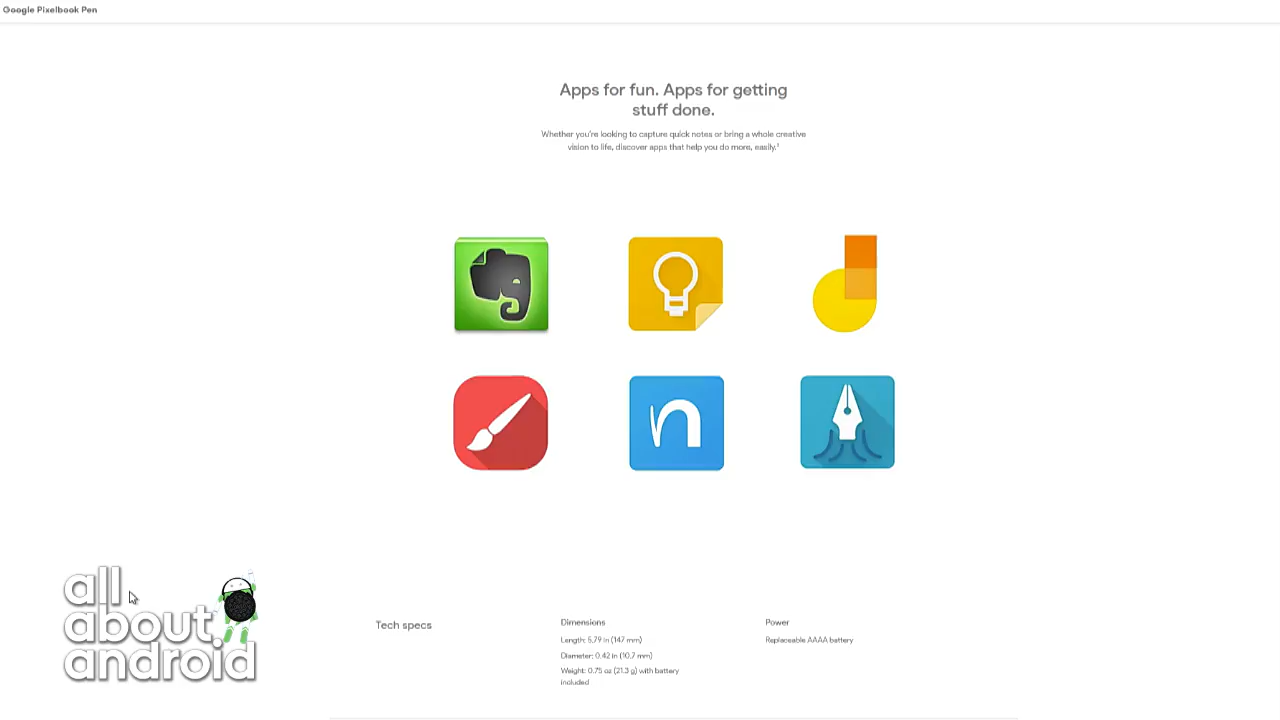 Google Pixelbook Pen
Apps for fun. Apps for getting
stuff done.
Whether you're looking to capture quick notes or bring a whole creative
vision to life, discover apps that help you do more, easily.¹
n
Tech specs
Dimensions
Length: 5.79 in (147 mm)
Diameter: 0.42 in (10.7 mm)
Weight: 0.75 oz (21.3 g) with battery
included
Power
Replaceable AAAA battery
all
about
android